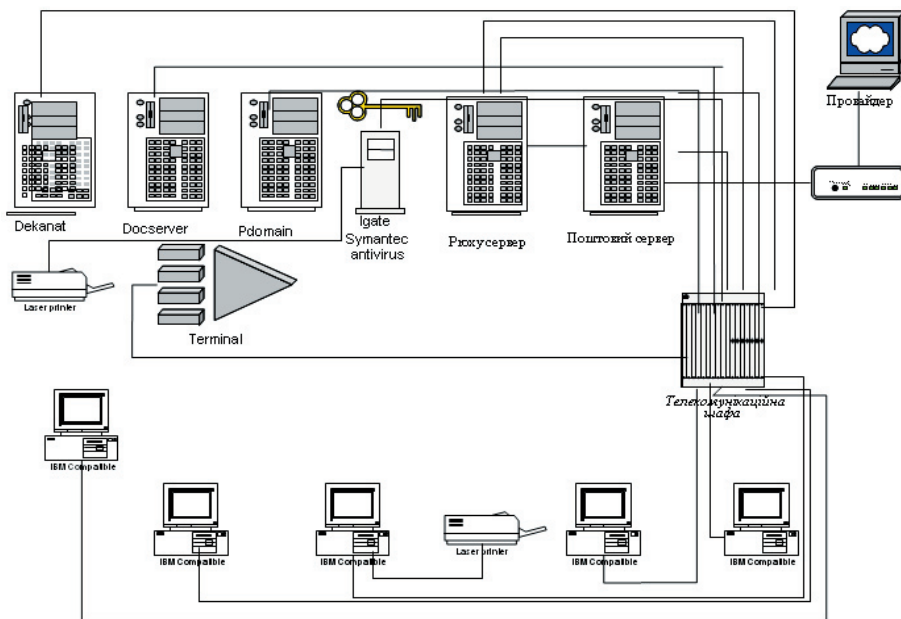 Провайдер
Dekanat
Docserver
Pdomain
Igate
Symantec
antivirus
Рюхусервер
Поштовий сервер
Laser printer
Terminal
Телекомунікаційна
шафа
IBM Compatible
IBM Compatible
IBM Compatible
Laser printer
IBM Compatible
IBM Compatible